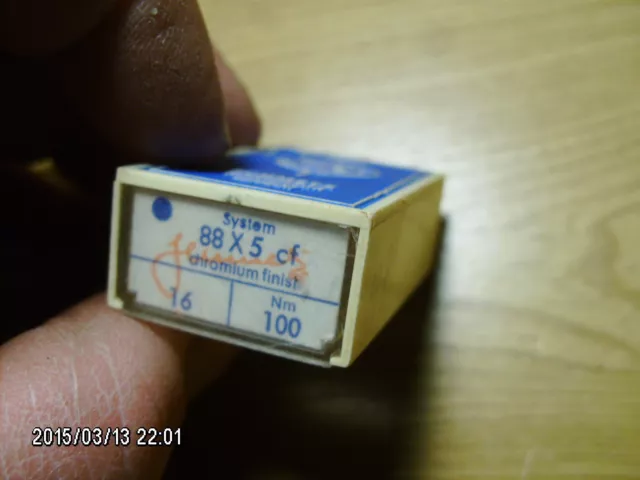 System
88 X 5 cf
chromium finish
16
Nm
100
2015/03/13 22:01